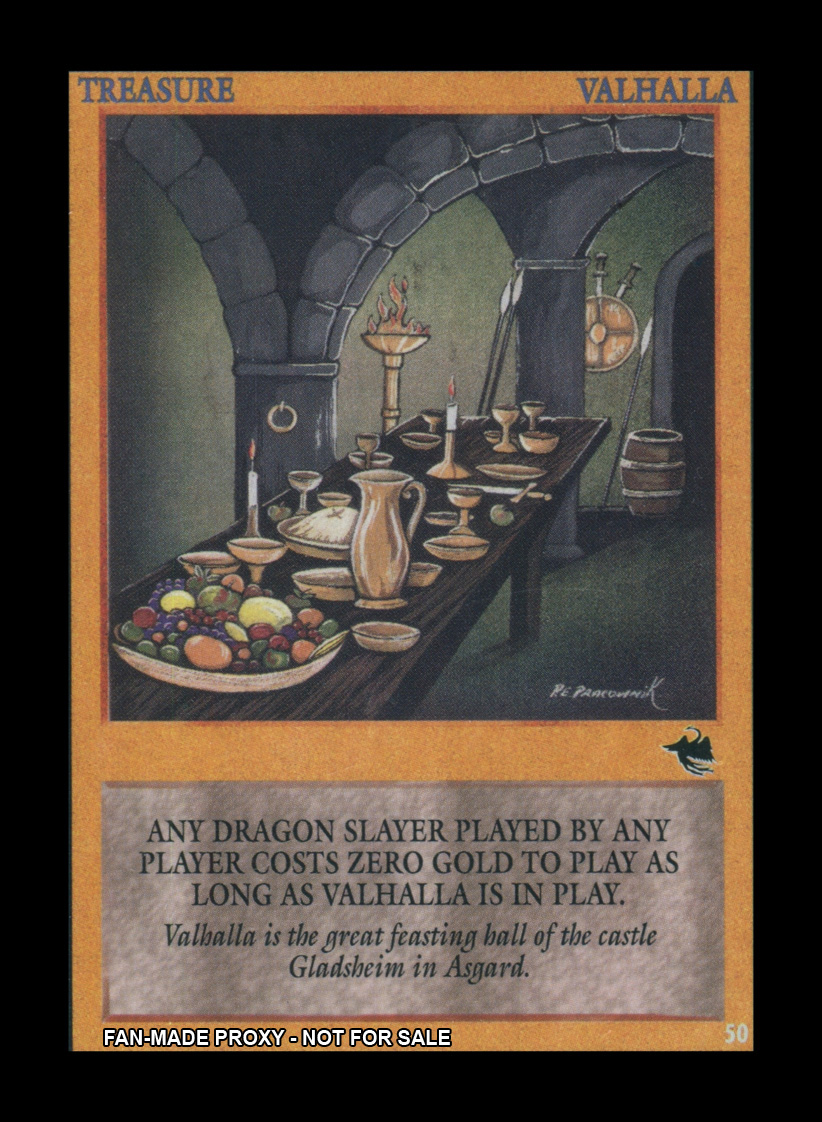 TREASURE VALHALLA
P.E. PRACOWNIK
ANY DRAGON SLAYER PLAYED BY ANY
PLAYER COSTS ZERO GOLD TO PLAY AS
LONG AS VALHALLA IS IN PLAY.
Valhalla is the great feasting hall of the castle
Gladsheim in Asgard.
50
FAN-MADE PROXY - NOT FOR SALE